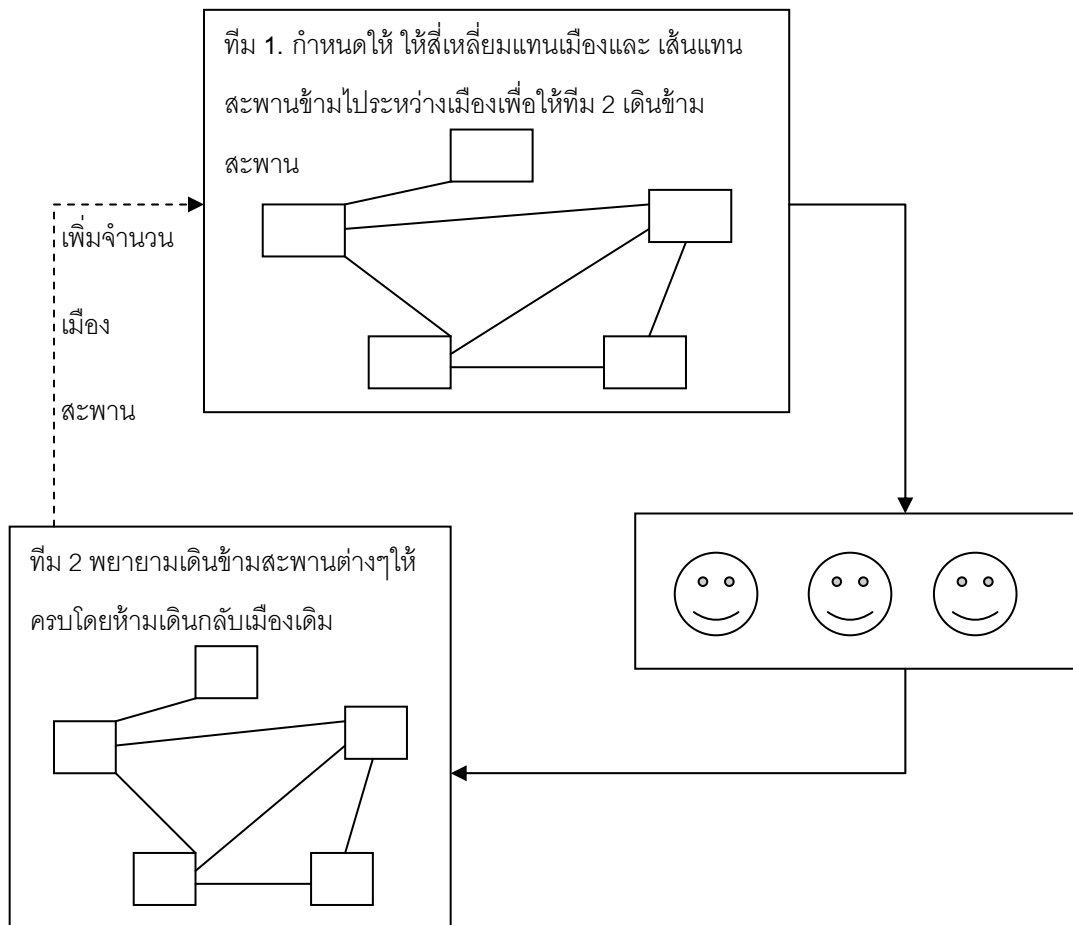 ทีม 1. กำหนดให้ ให้สี่เหลี่ยมแทนเมืองและ เส้นแทน
สะพานข้ามไประหว่างเมืองเพื่อให้ทีม 2 เดินข้าม
สะพาน
เพิ่มจำนวน
เมือง
สะพาน
ทีม 2 พยายามเดินข้ามสะพานต่างๆให้
ครบโดยห้ามเดินกลับเมืองเดิม